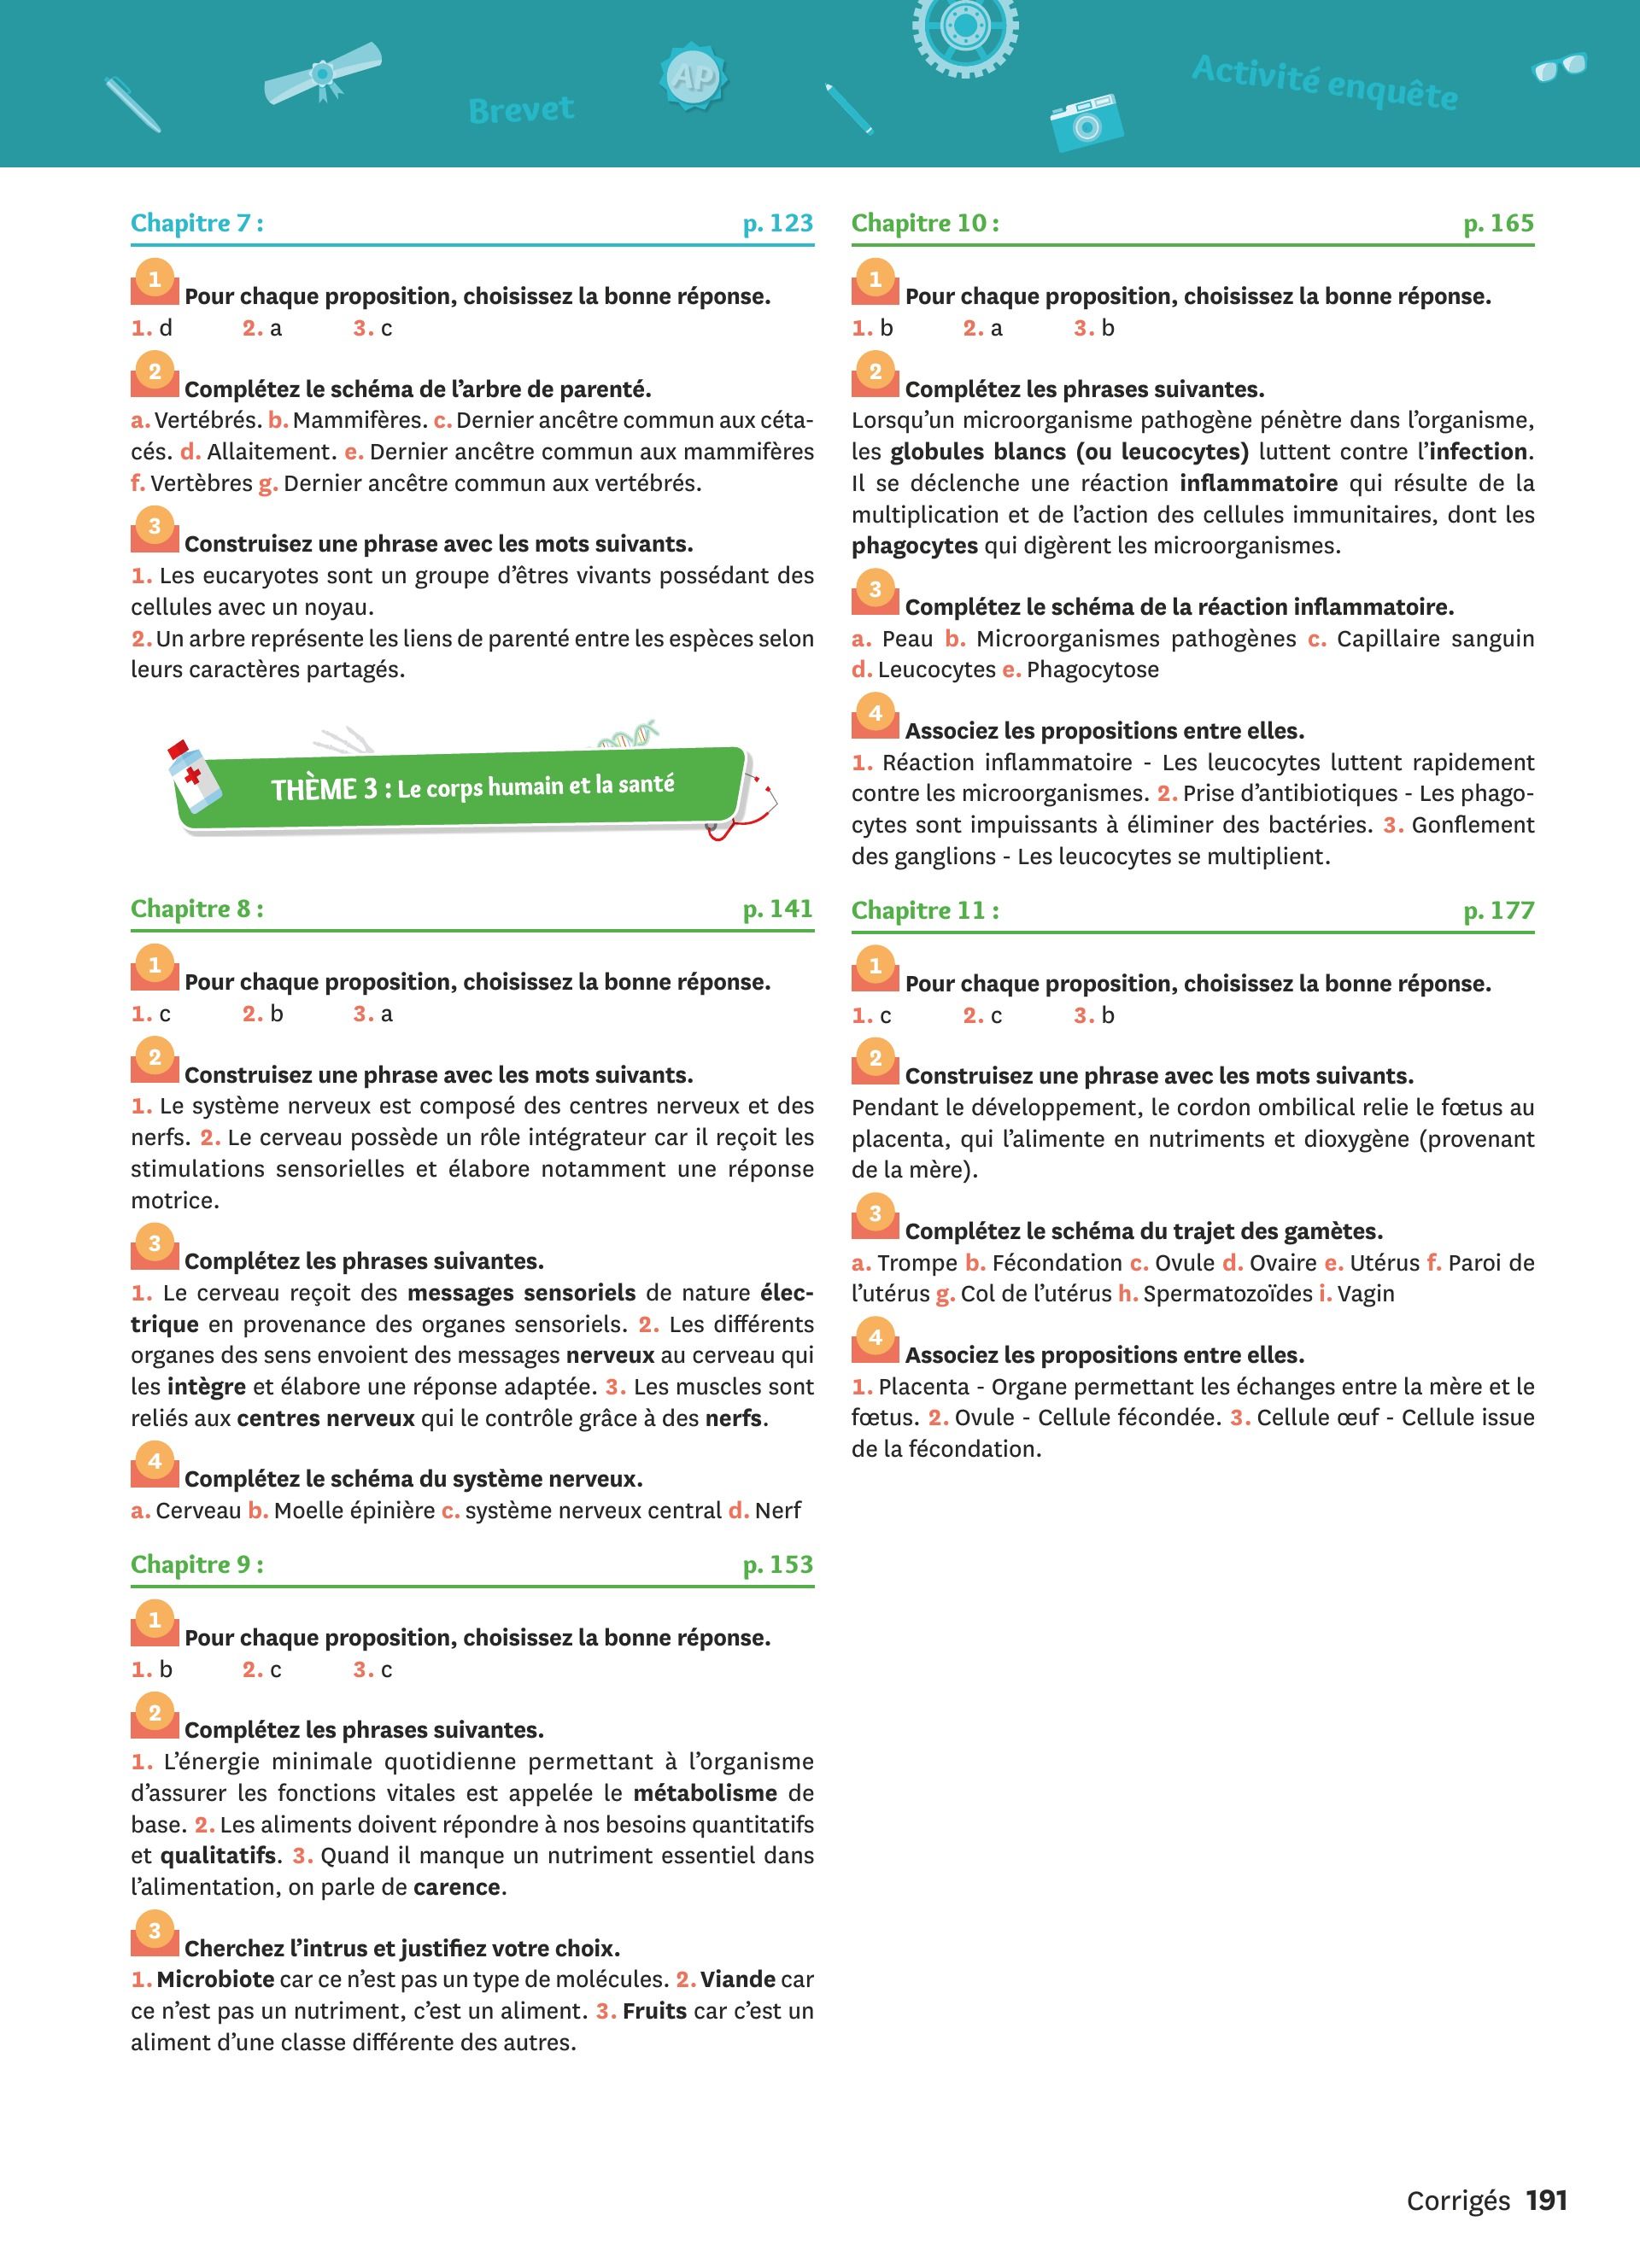 Brevet
AP
Activité enquête
Chapitre 7 : p. 123
1 Pour chaque proposition, choisissez la bonne réponse.
1. d 2. a 3. c
2 Complétez le schéma de l’arbre de parenté.
a. Vertébrés. b. Mammifères. c. Dernier ancêtre commun aux céta-
cés. d. Allaitement. e. Dernier ancêtre commun aux mammifères
f. Vertèbres g. Dernier ancêtre commun aux vertébrés.
3 Construisez une phrase avec les mots suivants.
1. Les eucaryotes sont un groupe d’êtres vivants possédant des
cellules avec un noyau.
2. Un arbre représente les liens de parenté entre les espèces selon
leurs caractères partagés.
THÈME 3 : Le corps humain et la santé
Chapitre 8 : p. 141
1 Pour chaque proposition, choisissez la bonne réponse.
1. c 2. b 3. a
2 Construisez une phrase avec les mots suivants.
1. Le système nerveux est composé des centres nerveux et des
nerfs. 2. Le cerveau possède un rôle intégrateur car il reçoit les
stimulations sensorielles et élabore notamment une réponse
motrice.
3 Complétez les phrases suivantes.
1. Le cerveau reçoit des messages sensoriels de nature élec-
trique en provenance des organes sensoriels. 2. Les différents
organes des sens envoient des messages nerveux au cerveau qui
les intègre et élabore une réponse adaptée. 3. Les muscles sont
reliés aux centres nerveux qui le contrôle grâce à des nerfs.
4 Complétez le schéma du système nerveux.
a. Cerveau b. Moelle épinière c. système nerveux central d. Nerf
Chapitre 9 : p. 153
1 Pour chaque proposition, choisissez la bonne réponse.
1. b 2. c 3. c
2 Complétez les phrases suivantes.
1. L’énergie minimale quotidienne permettant à l’organisme
d’assurer les fonctions vitales est appelée le métabolisme de
base. 2. Les aliments doivent répondre à nos besoins quantitatifs
et qualitatifs. 3. Quand il manque un nutriment essentiel dans
l’alimentation, on parle de carence.
3 Cherchez l’intrus et justifiez votre choix.
1. Microbiote car ce n’est pas un type de molécules. 2. Viande car
ce n’est pas un nutriment, c’est un aliment. 3. Fruits car c’est un
aliment d’une classe différente des autres.
Chapitre 10 : p. 165
1 Pour chaque proposition, choisissez la bonne réponse.
1. b 2. a 3. b
2 Complétez les phrases suivantes.
Lorsqu’un microorganisme pathogène pénètre dans l’organisme,
les globules blancs (ou leucocytes) luttent contre l’infection.
Il se déclenche une réaction inflammatoire qui résulte de la
multiplication et de l’action des cellules immunitaires, dont les
phagocytes qui digèrent les microorganismes.
3 Complétez le schéma de la réaction inflammatoire.
a. Peau b. Microorganismes pathogènes c. Capillaire sanguin
d. Leucocytes e. Phagocytose
4 Associez les propositions entre elles.
1. Réaction inflammatoire - Les leucocytes luttent rapidement
contre les microorganismes. 2. Prise d’antibiotiques - Les phago-
cytes sont impuissants à éliminer des bactéries. 3. Gonflement
des ganglions - Les leucocytes se multiplient.
Chapitre 11 : p. 177
1 Pour chaque proposition, choisissez la bonne réponse.
1. c 2. c 3. b
2 Construisez une phrase avec les mots suivants.
Pendant le développement, le cordon ombilical relie le fœtus au
placenta, qui l’alimente en nutriments et dioxygène (provenant
de la mère).
3 Complétez le schéma du trajet des gamètes.
a. Trompe b. Fécondation c. Ovule d. Ovaire e. Utérus f. Paroi de
l’utérus g. Col de l’utérus h. Spermatozoïdes i. Vagin
4 Associez les propositions entre elles.
1. Placenta - Organe permettant les échanges entre la mère et le
fœtus. 2. Ovule - Cellule fécondée. 3. Cellule œuf - Cellule issue
de la fécondation.
Corrigés 191